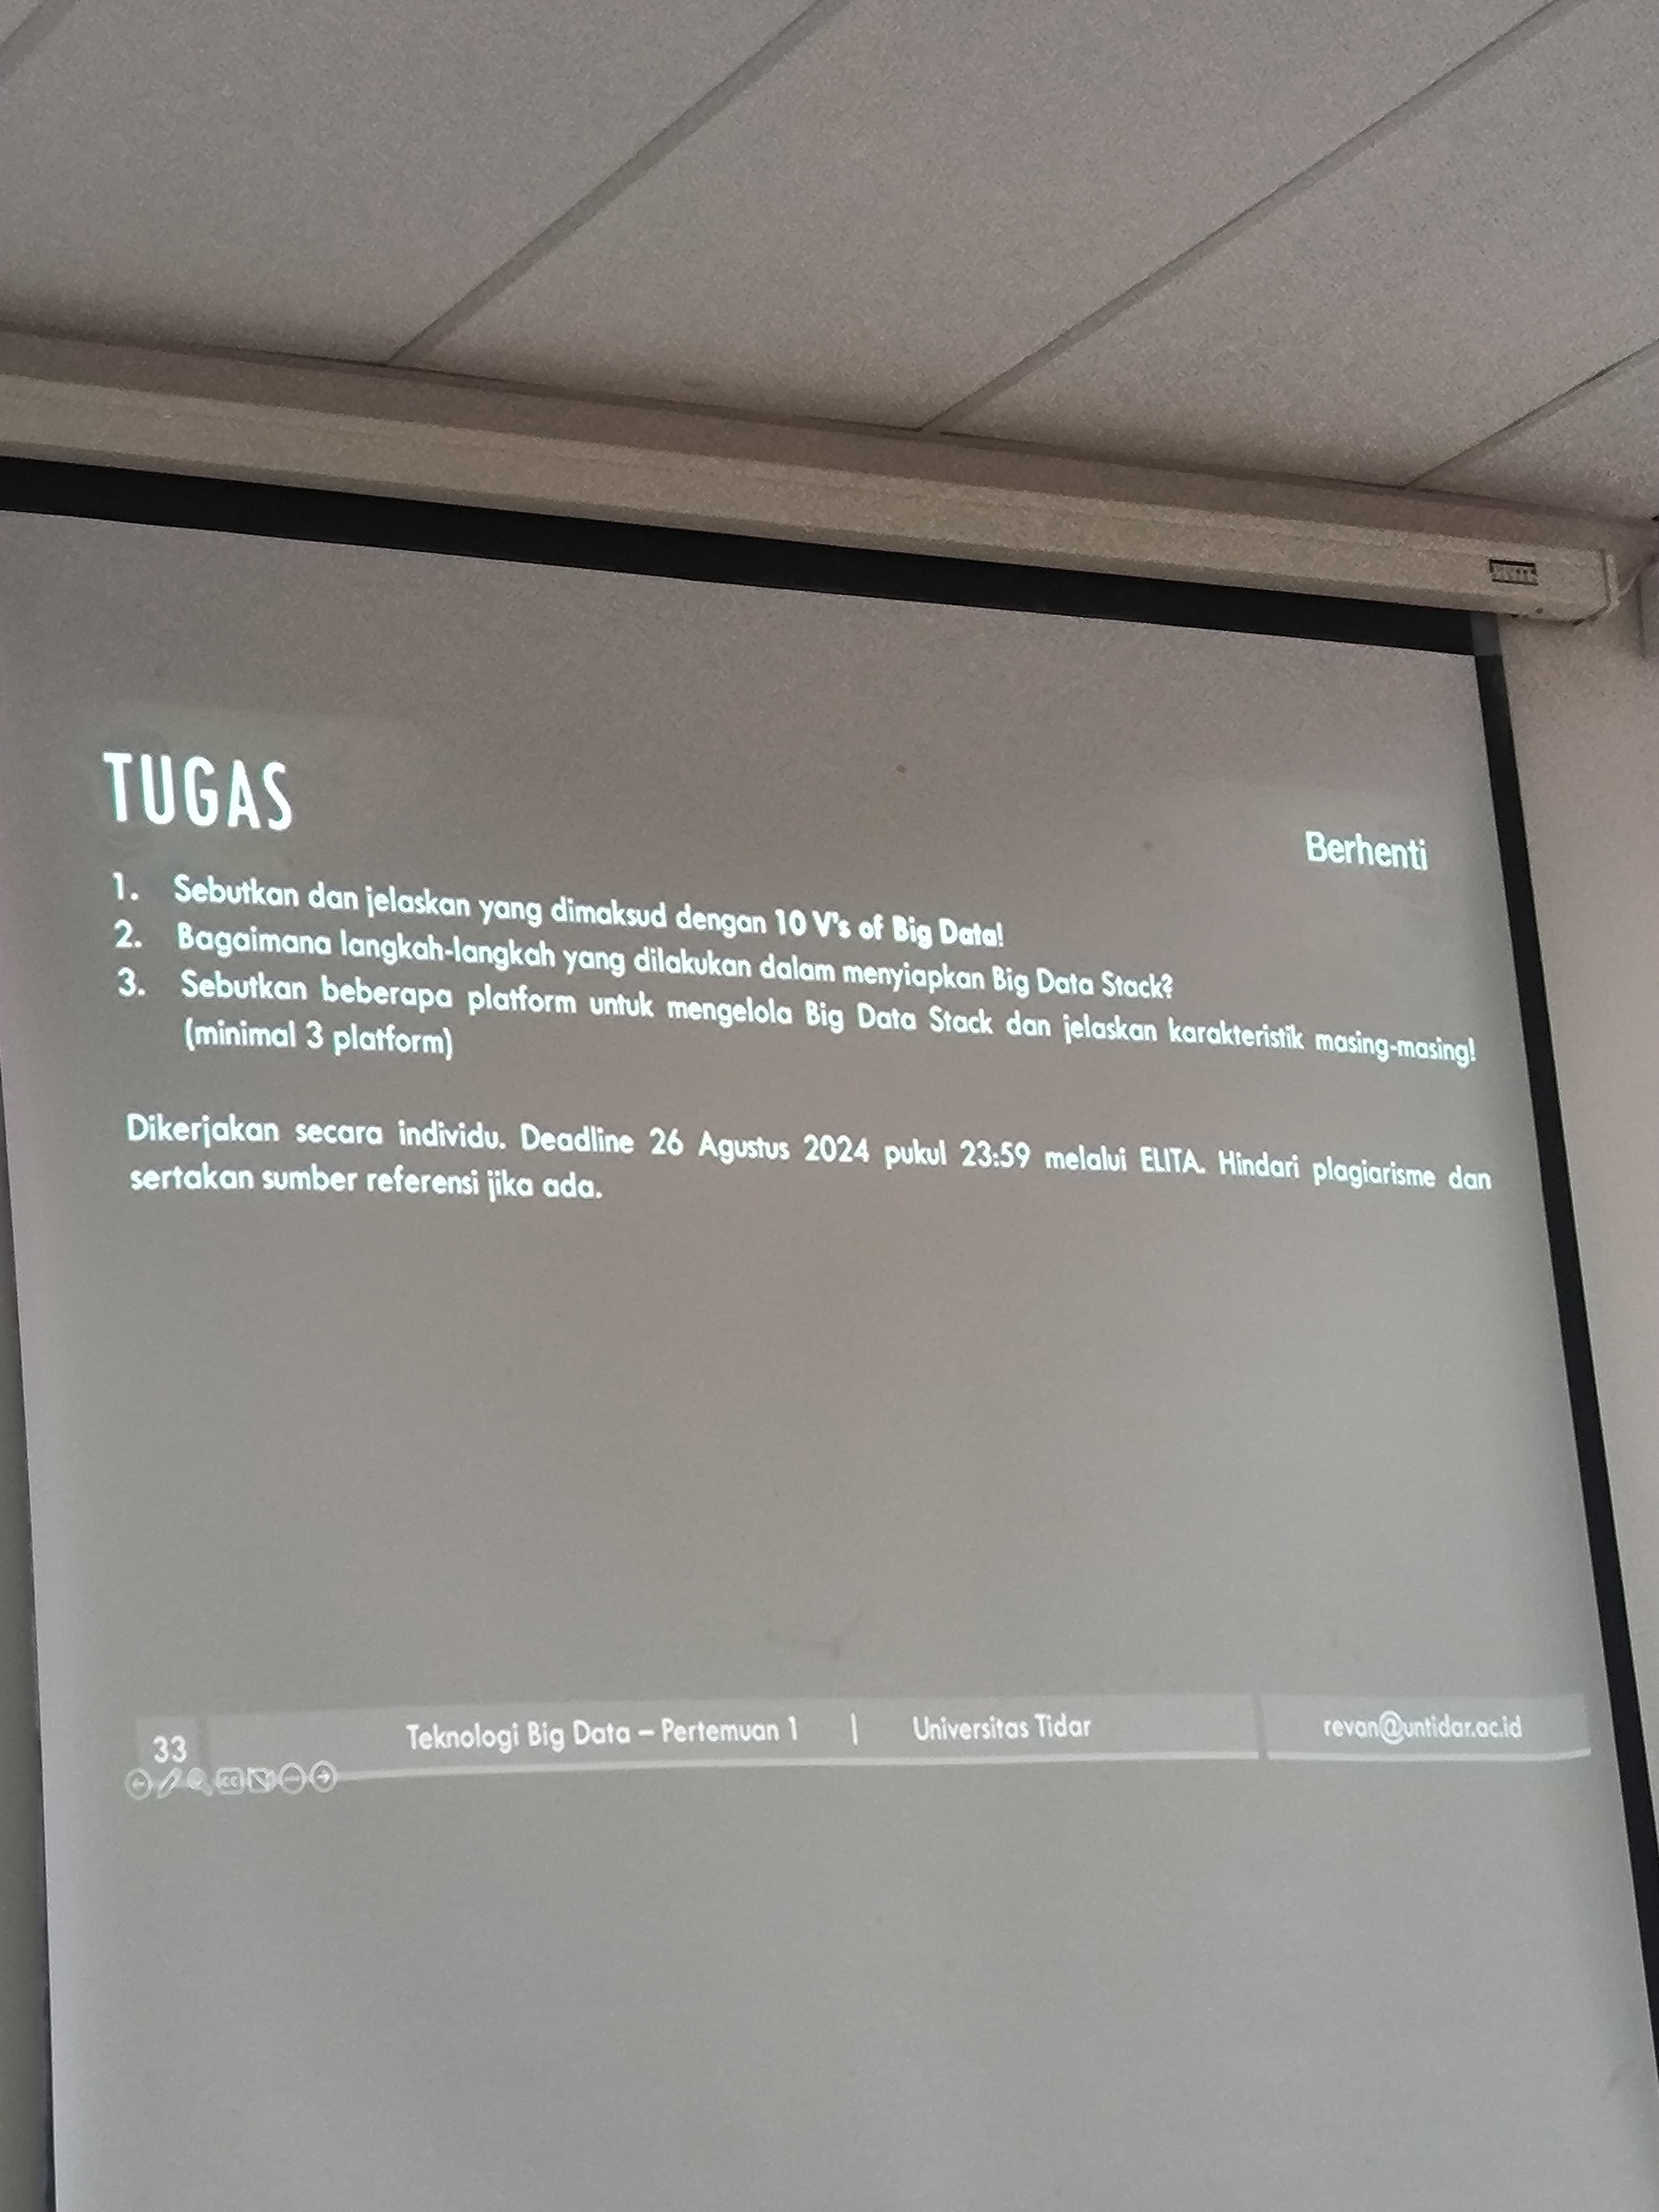 TUGAS
Berhenti
1. Sebutkan dan jelaskan yang dimaksud dengan 10 V's of Big Data!
2. Bagaimana langkah-langkah yang dilakukan dalam menyiapkan Big Data Stack?
3. Sebutkan beberapa platform untuk mengelola Big Data Stack dan jelaskan karakteristik masing-masing!
(minimal 3 platform)
Dikerjakan secara individu. Deadline 26 Agustus 2024 pukul 23:59 melalui ELITA. Hindari plagiarisme dan
sertakan sumber referensi jika ada.
33 Teknologi Big Data – Pertemuan 1 | Universitas Tidar revan@untidar.ac.id